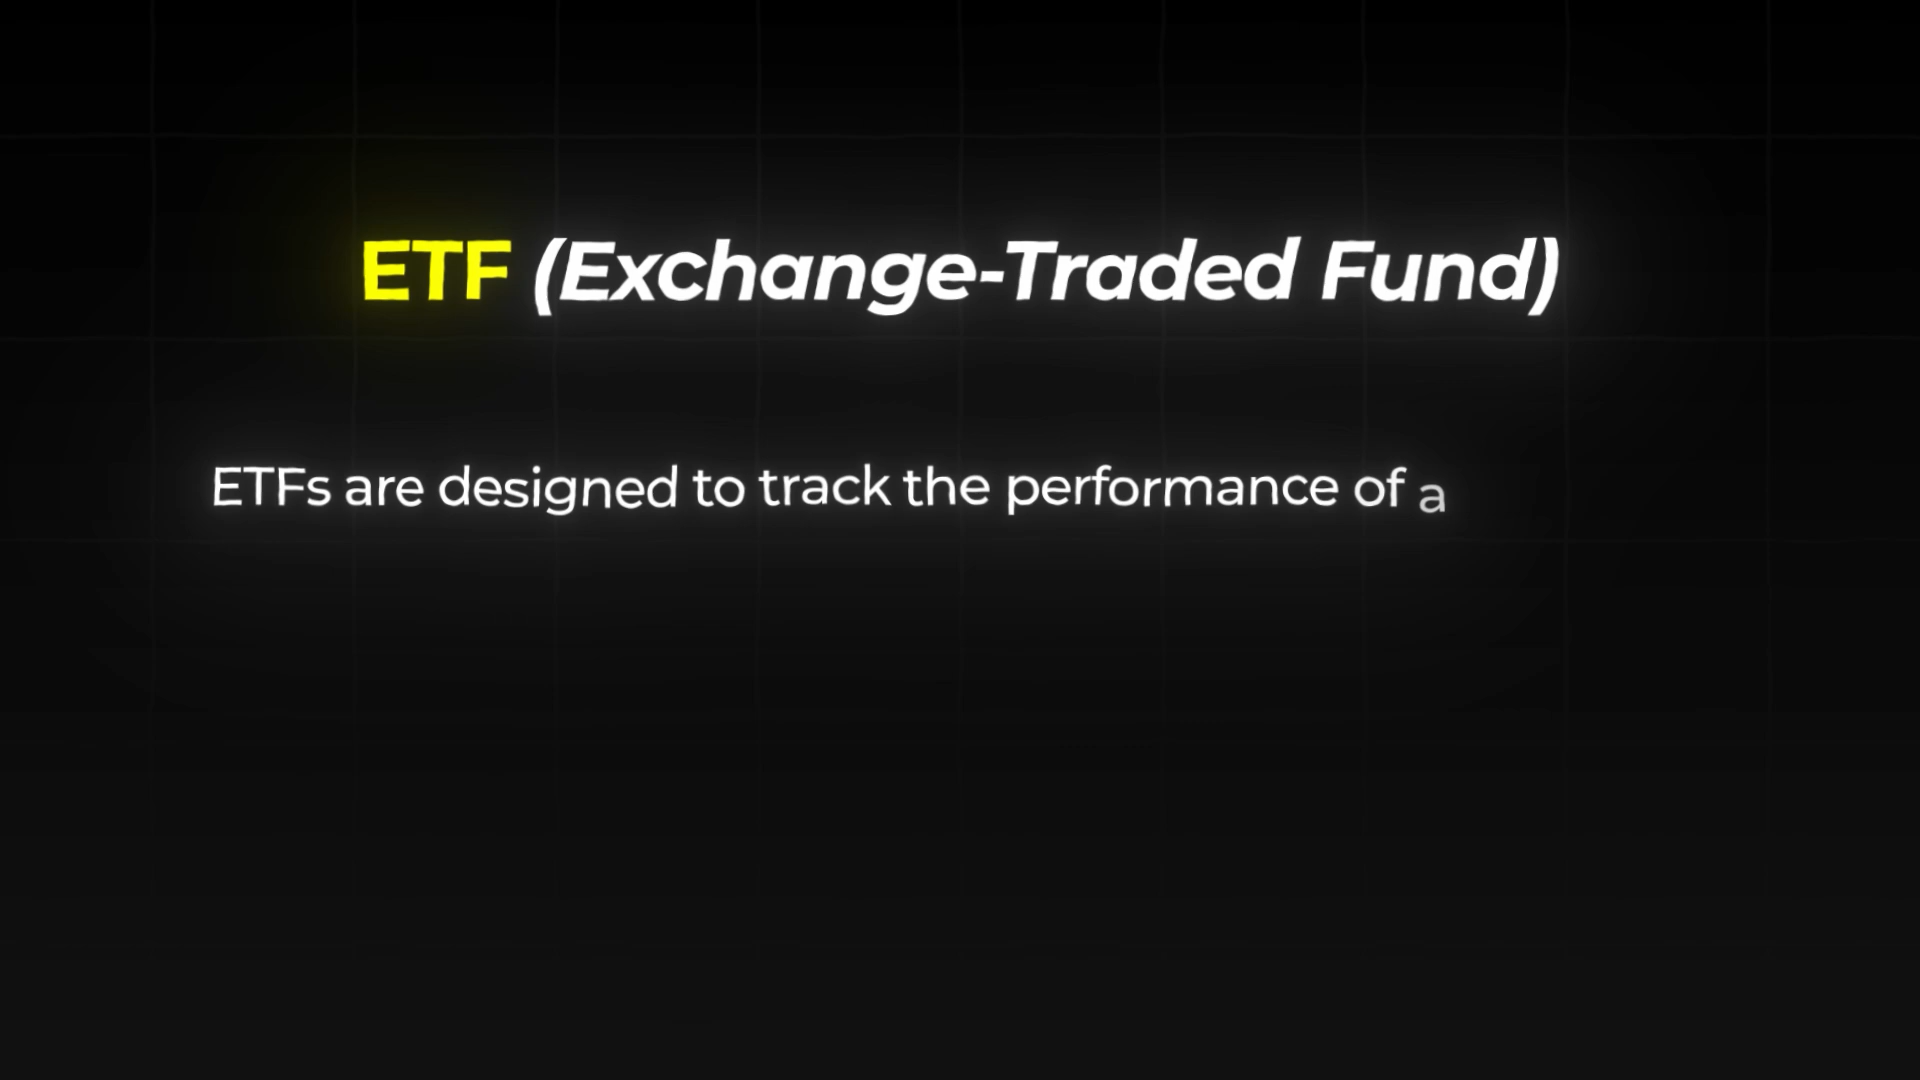 ETF (Exchange-Traded Fund)
ETFs are designed to track the performance of a